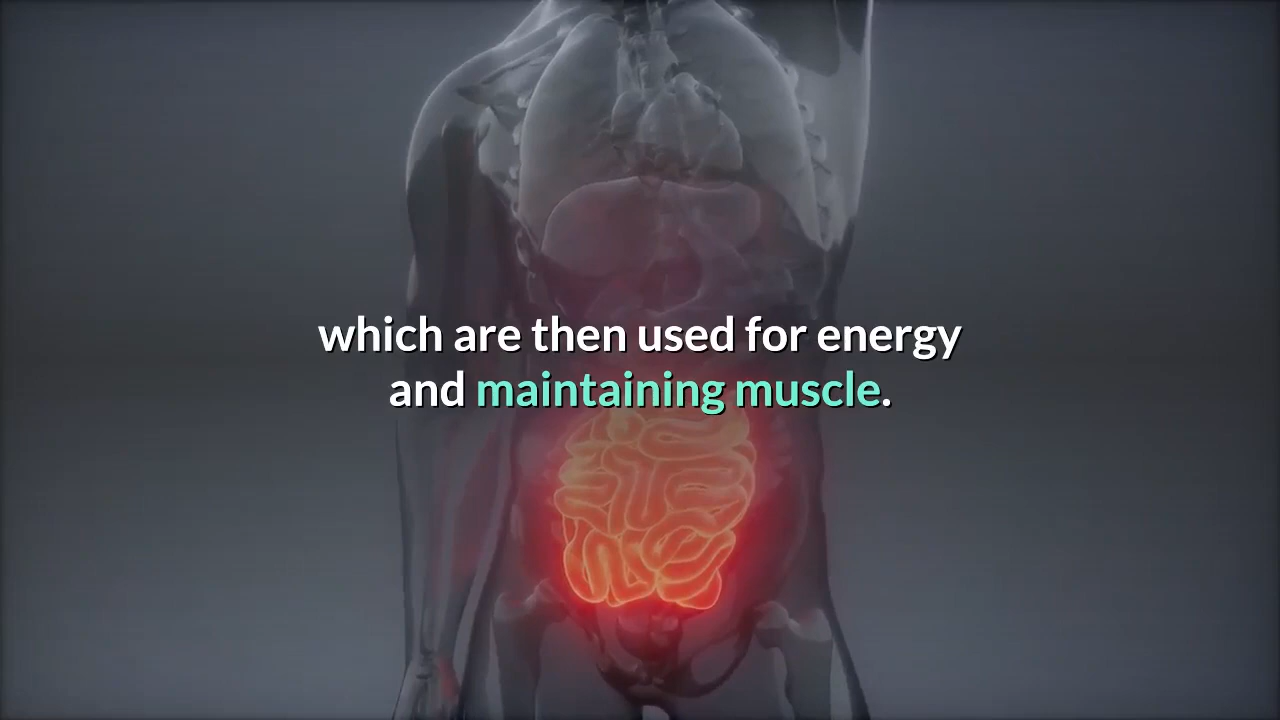 which are then used for energy
and maintaining muscle.